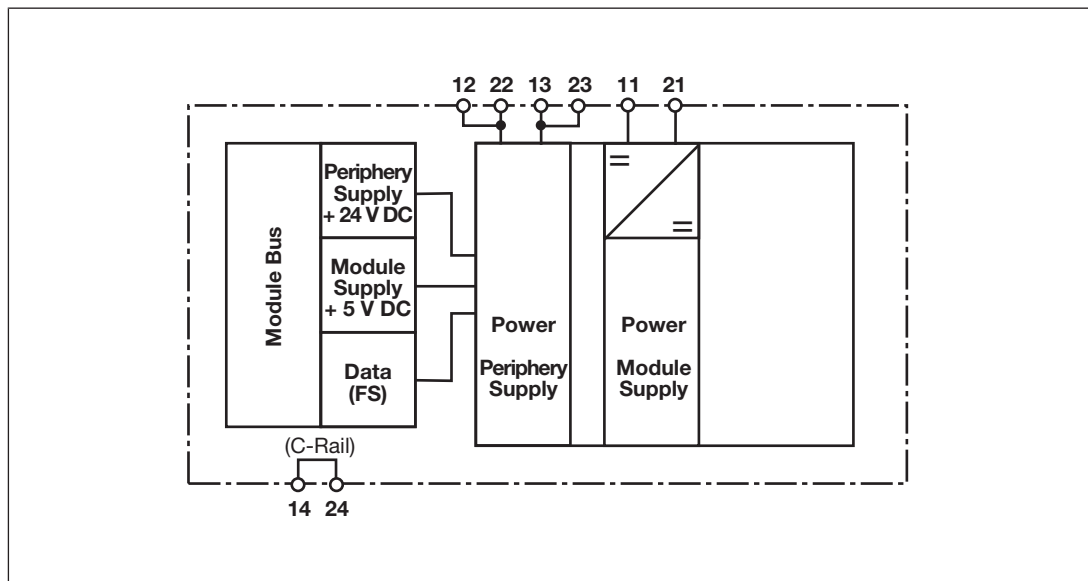 12 22 13 23 11 21
Module Bus
Periphery
Supply
+ 24 V DC
Module
Supply
+ 5 V DC
Data
(FS)
Power
Periphery
Supply
Power
Module
Supply
(C-Rail)
14 24